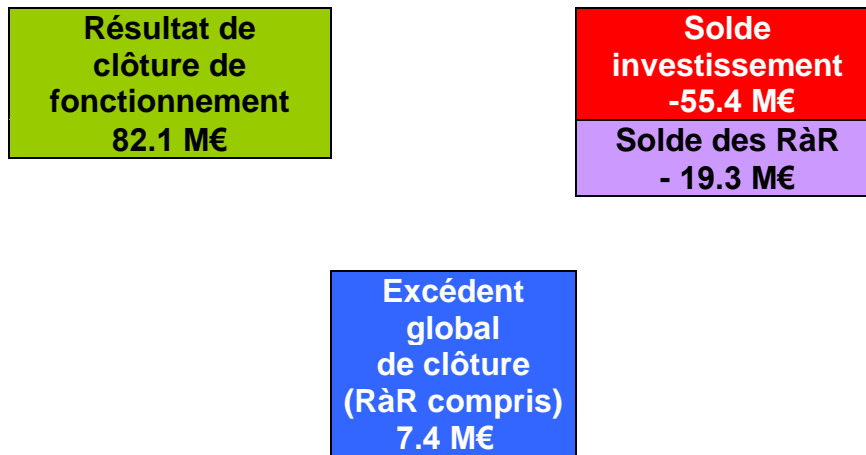 Résultat de
clôture de
fonctionnement
82.1 M€
Solde
investissement
-55.4 M€
Solde des RàR
- 19.3 M€
Excédent
global
de clôture
(RàR compris)
7.4 M€